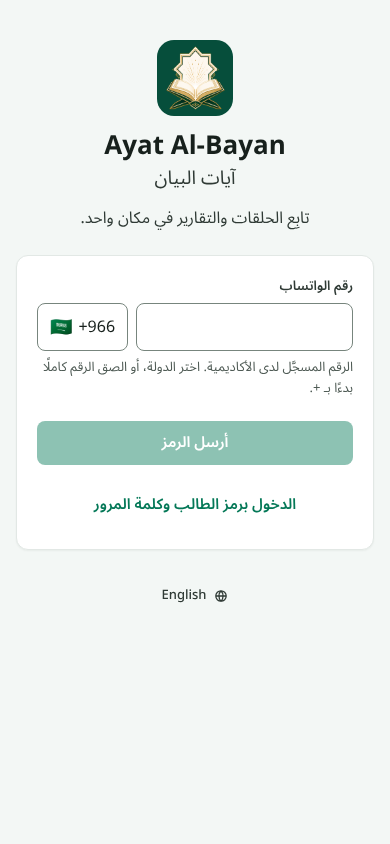 Ayat Al-Bayan
آيات البيان
تابِع الحلقات والتقارير في مكان واحد.
رقم الواتساب
+966
الرقم المسجَّل لدى الأكاديمية. اختر الدولة، أو الصق الرقم كاملًا
بدءًا بـ +.
أرسل الرمز
الدخول برمز الطالب وكلمة المرور
English